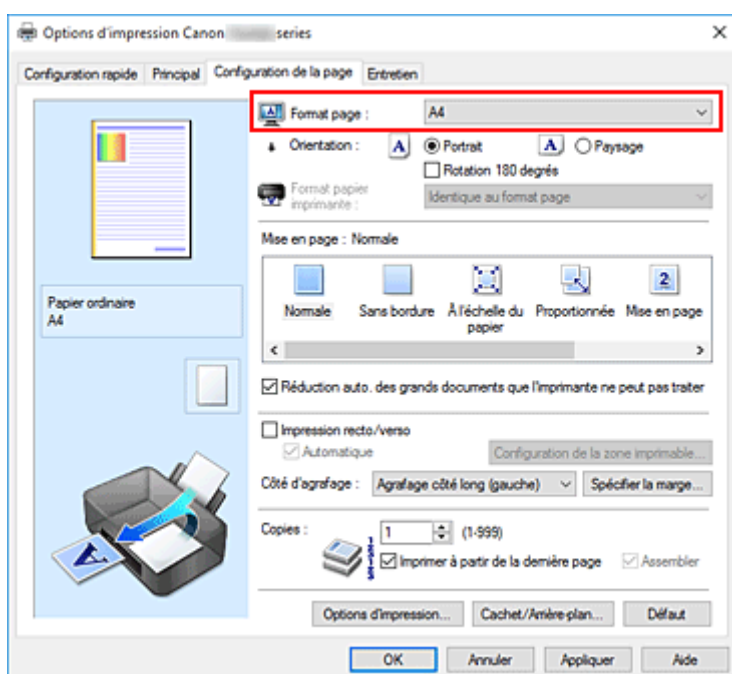 Options d'impression Canon series
Configuration rapide Principal Configuration de la page Entretien
Format page : A4
Orientation : A Portrait A Paysage
Rotation 180 degrés
Format papier imprimante : Identique au format page
Mise en page : Normale
2
Normale Sans bordure À l'échelle du papier Proportionnée Mise en page
Papier ordinaire
A4
Réduction auto. des grands documents que l'imprimante ne peut pas traiter
Impression recto/verso
Automatique Configuration de la zone imprimable...
Côté d'agrafage : Agrafage côté long (gauche) Spécifier la marge...
Copies : 1 (1-999)
Imprimer à partir de la dernière page Assembler
A
Options d'impression... Cachet/Arrière-plan... Défaut
OK Annuler Appliquer Aide